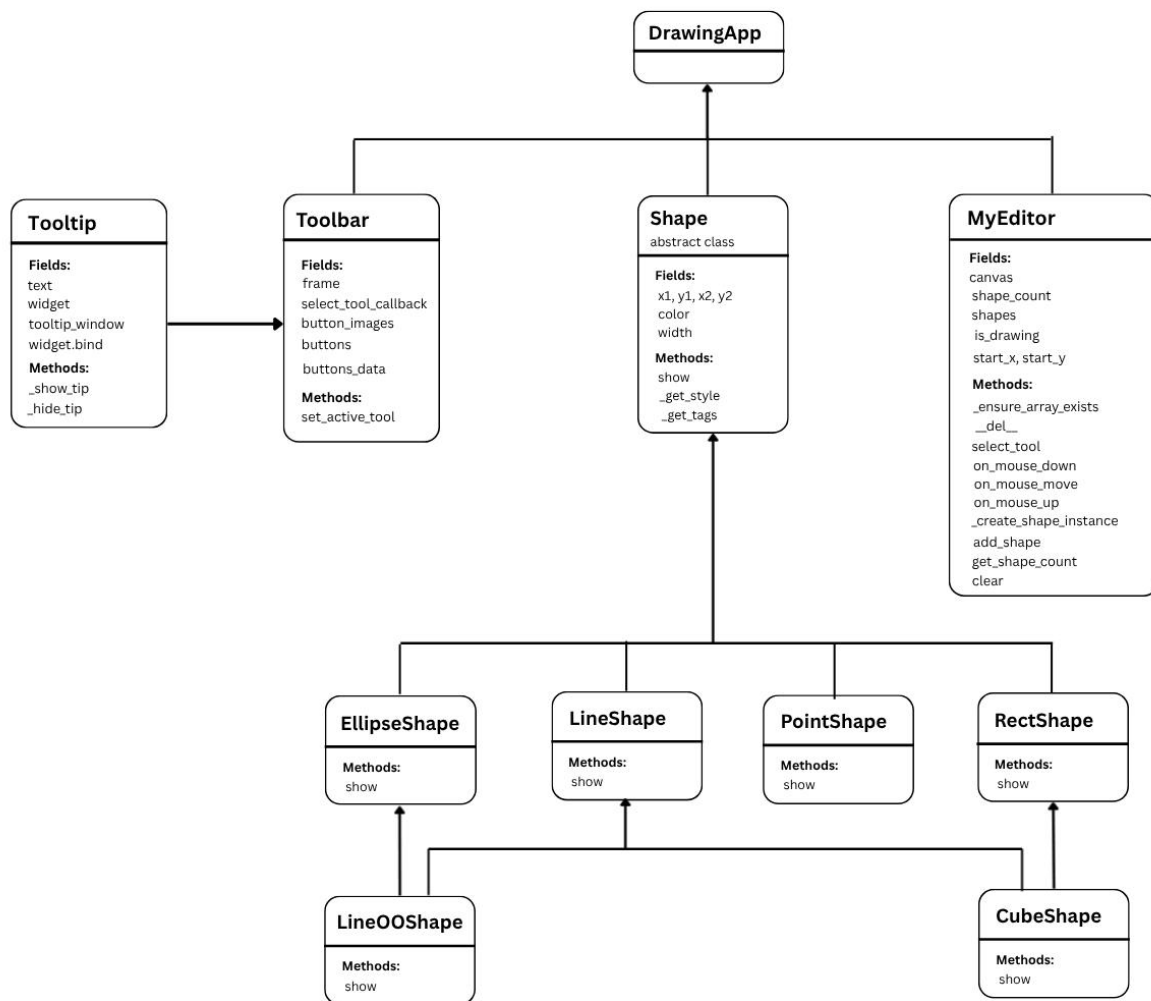 DrawingApp
Tooltip
Fields:
text
widget
tooltip_window
widget.bind
Methods:
_show_tip
_hide_tip
Toolbar
Fields:
frame
select_tool_callback
button_images
buttons
buttons_data
Methods:
set_active_tool
Shape
abstract class
Fields:
x1, y1, x2, y2
color
width
Methods:
show
_get_style
_get_tags
MyEditor
Fields:
canvas
shape_count
shapes
is_drawing
start_x, start_y
Methods:
_ensure_array_exists
__del__
select_tool
on_mouse_down
on_mouse_move
on_mouse_up
_create_shape_instance
add_shape
get_shape_count
clear
EllipseShape
Methods:
show
LineShape
Methods:
show
PointShape
Methods:
show
RectShape
Methods:
show
LineOOShape
Methods:
show
CubeShape
Methods:
show